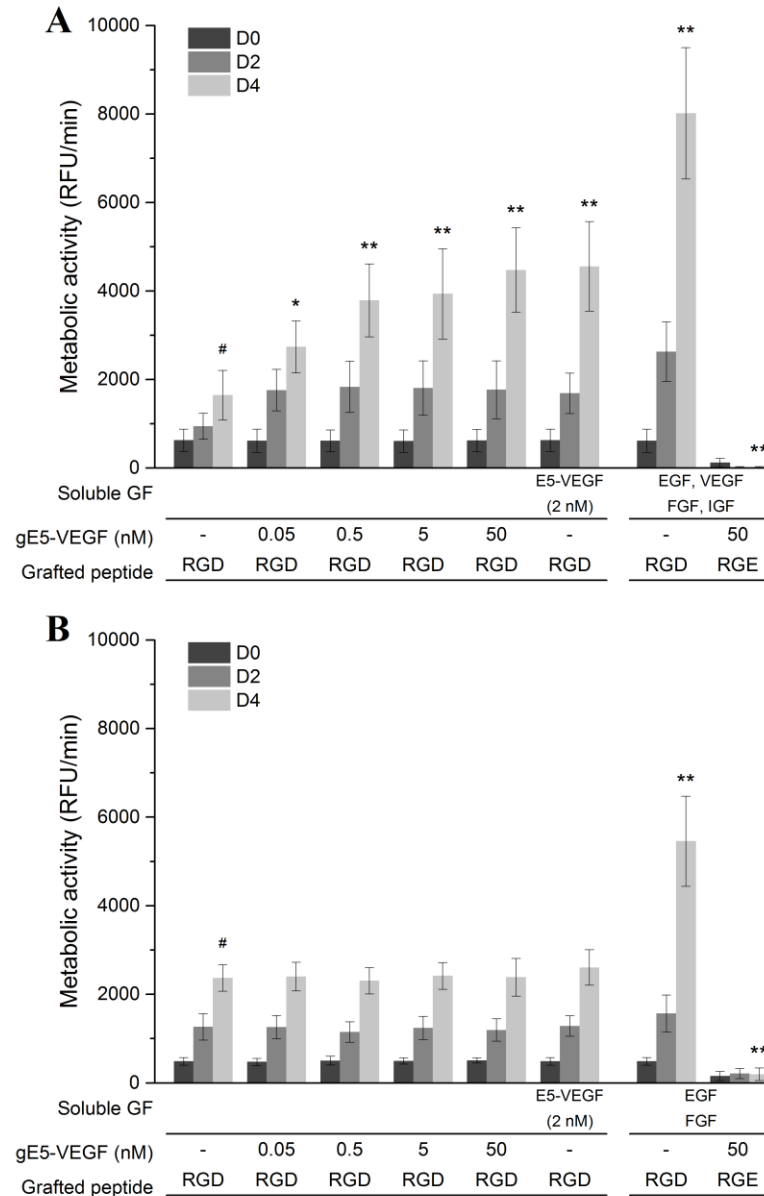 A
10000
8000
6000
4000
2000
0
Metabolic activity (RFU/min)
D0
D2
D4
#
*
**
**
**
**
**
**
Soluble GF
E5-VEGF
(2 nM)
EGF, VEGF
FGF, IGF
gE5-VEGF (nM) - 0.05 0.5 5 50 - - 50
Grafted peptide RGD RGD RGD RGD RGD RGD RGD RGE
B
10000
8000
6000
4000
2000
0
Metabolic activity (RFU/min)
D0
D2
D4
#
**
**
Soluble GF
E5-VEGF
(2 nM)
EGF
FGF
gE5-VEGF (nM) - 0.05 0.5 5 50 - - 50
Grafted peptide RGD RGD RGD RGD RGD RGD RGD RGE